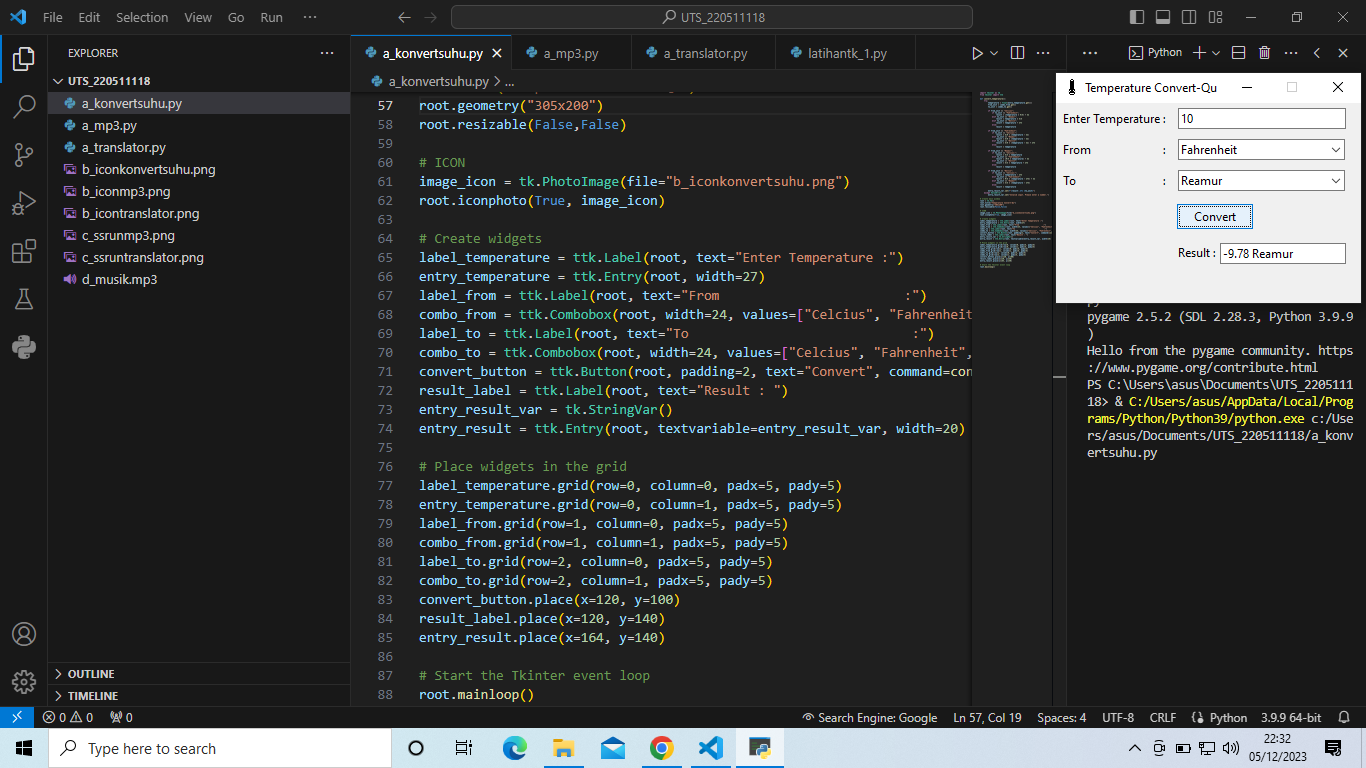 File Edit Selection View Go Run ··· UTS_220511118
EXPLORER
UTS_220511118
a_konvertsuhu.py
a_mp3.py
a_translator.py
b_iconkonvertsuhu.png
b_iconmp3.png
b_icontranslator.png
c_ssrunmp3.png
c_ssruntranslator.png
d_musik.mp3
OUTLINE
TIMELINE
a_konvertsuhu.py a_mp3.py a_translator.py latihantk_1.py
a_konvertsuhu.py > ...
57 root.geometry("305x200")
58 root.resizable(False,False)
59
60 # ICON
61 image_icon = tk.PhotoImage(file="b_iconkonvertsuhu.png")
62 root.iconphoto(True, image_icon)
63
64 # Create widgets
65 label_temperature = ttk.Label(root, text="Enter Temperature :")
66 entry_temperature = ttk.Entry(root, width=27)
67 label_from = ttk.Label(root, text="From                       :")
68 combo_from = ttk.Combobox(root, width=24, values=["Celcius", "Fahrenheit
69 label_to = ttk.Label(root, text="To                            :")
70 combo_to = ttk.Combobox(root, width=24, values=["Celcius", "Fahrenheit",
71 convert_button = ttk.Button(root, padding=2, text="Convert", command=con
72 result_label = ttk.Label(root, text="Result : ")
73 entry_result_var = tk.StringVar()
74 entry_result = ttk.Entry(root, textvariable=entry_result_var, width=20)
75
76 # Place widgets in the grid
77 label_temperature.grid(row=0, column=0, padx=5, pady=5)
78 entry_temperature.grid(row=0, column=1, padx=5, pady=5)
79 label_from.grid(row=1, column=0, padx=5, pady=5)
80 combo_from.grid(row=1, column=1, padx=5, pady=5)
81 label_to.grid(row=2, column=0, padx=5, pady=5)
82 combo_to.grid(row=2, column=1, padx=5, pady=5)
83 convert_button.place(x=120, y=100)
84 result_label.place(x=120, y=140)
85 entry_result.place(x=164, y=140)
86
87 # Start the Tkinter event loop
88 root.mainloop()
Python
Temperature Convert-Qu
Enter Temperature : 10
From : Fahrenheit
To : Reamur
Convert
Result : -9.78 Reamur
pygame 2.5.2 (SDL 2.28.3, Python 3.9.9
)
Hello from the pygame community. https
://www.pygame.org/contribute.html
PS C:\Users\asus\Documents\UTS_2205111
18> & C:/Users/asus/AppData/Local/Prog
rams/Python/Python39/python.exe c:/Use
rs/asus/Documents/UTS_220511118/a_konv
ertsuhu.py
0 0 0 Search Engine: Google Ln 57, Col 19 Spaces: 4 UTF-8 CRLF Python 3.9.9 64-bit
Type here to search
22:32
05/12/2023